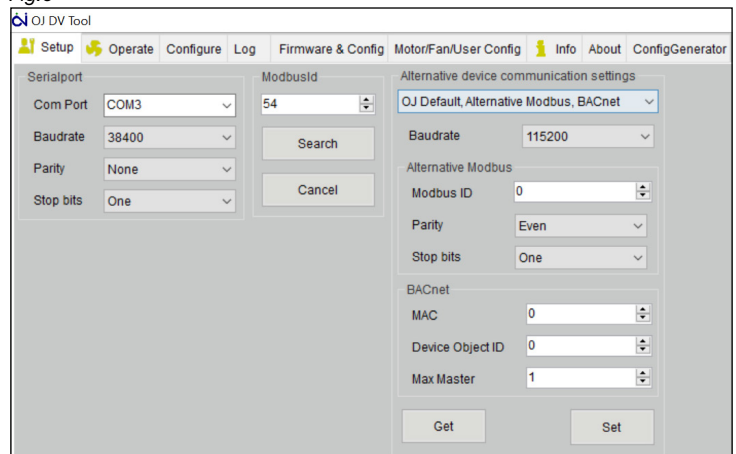 OJ DV Tool
Setup Operate Configure Log Firmware & Config Motor/Fan/User Config Info About ConfigGenerator
Serialport
Com Port COM3
Baudrate 38400
Parity None
Stop bits One
ModbusId
54
Search
Cancel
Alternative device communication settings
OJ Default, Alternative Modbus, BACnet
Baudrate 115200
Alternative Modbus
Modbus ID 0
Parity Even
Stop bits One
BACnet
MAC 0
Device Object ID 0
Max Master 1
Get Set